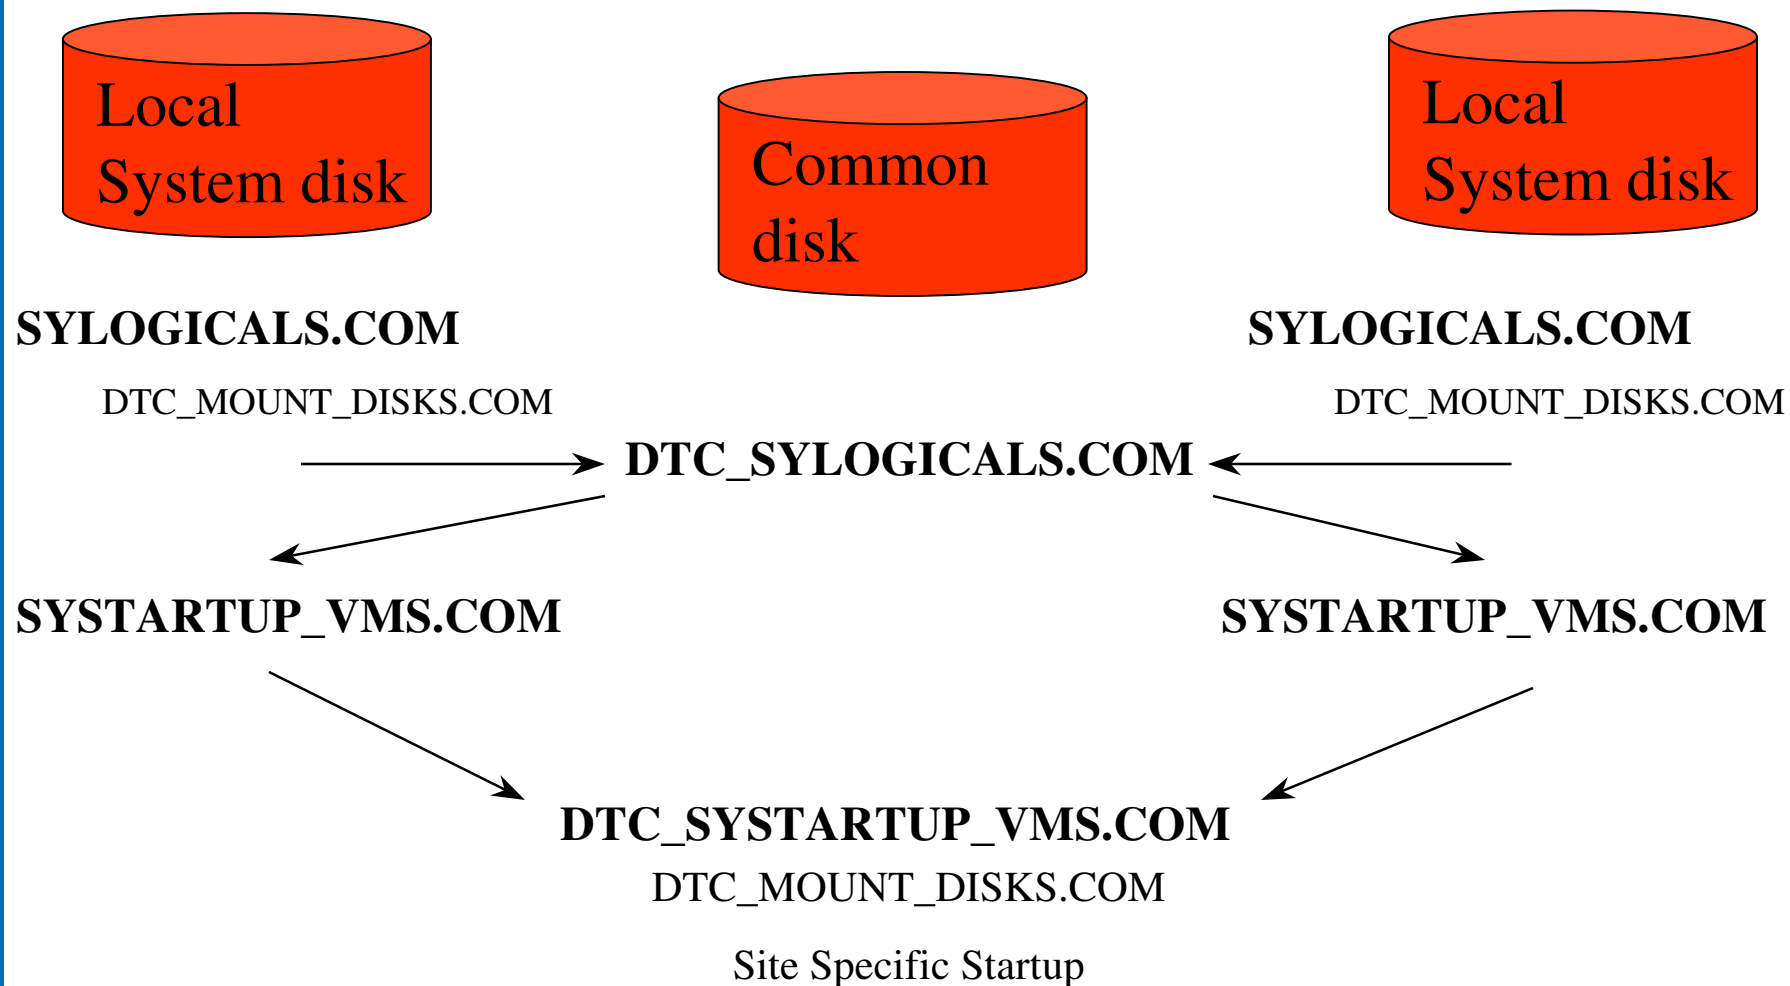 Local
System disk
Common
disk
Local
System disk
SYLOGICALS.COM
SYLOGICALS.COM
DTC_MOUNT_DISKS.COM
DTC_MOUNT_DISKS.COM
DTC_SYLOGICALS.COM
SYSTARTUP_VMS.COM
SYSTARTUP_VMS.COM
DTC_SYSTARTUP_VMS.COM
DTC_MOUNT_DISKS.COM
Site Specific Startup